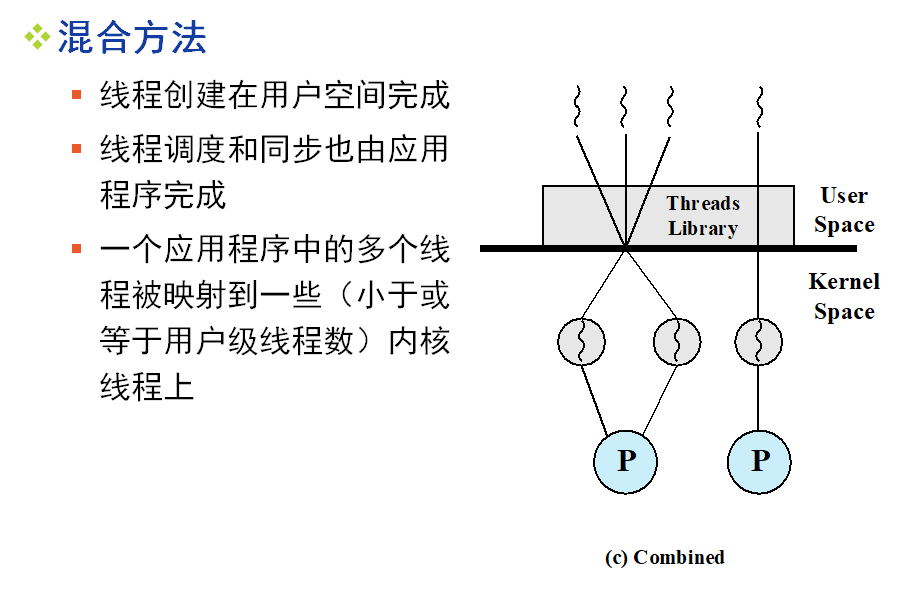 混合方法
线程创建在用户空间完成
线程调度和同步也由应用
程序完成
一个应用程序中的多个线
程被映射到一些（小于或
等于用户级线程数）内核
线程上
Threads
Library
User
Space
Kernel
Space
P
P
(c) Combined